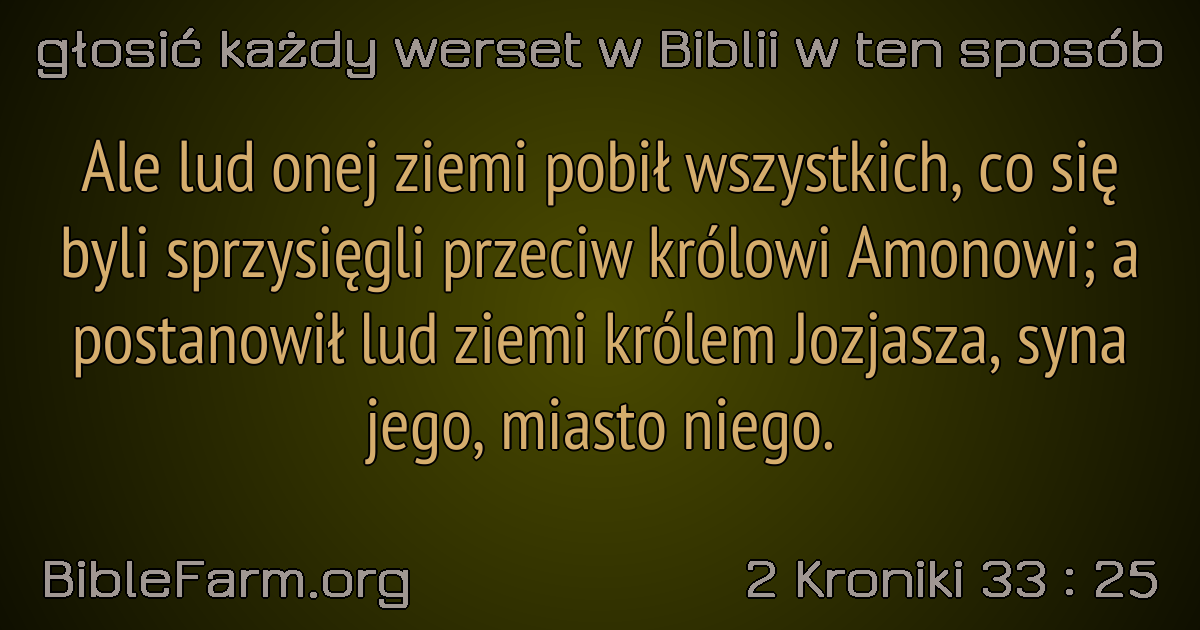 głosić każdy werset w Biblii w ten sposób
Ale lud onej ziemi pobił wszystkich, co się
byli sprzysięgli przeciw królowi Amonowi; a
postanowił lud ziemi królem Jozjasza, syna
jego, miasto niego.
BibleFarm.org
2 Kroniki 33 : 25